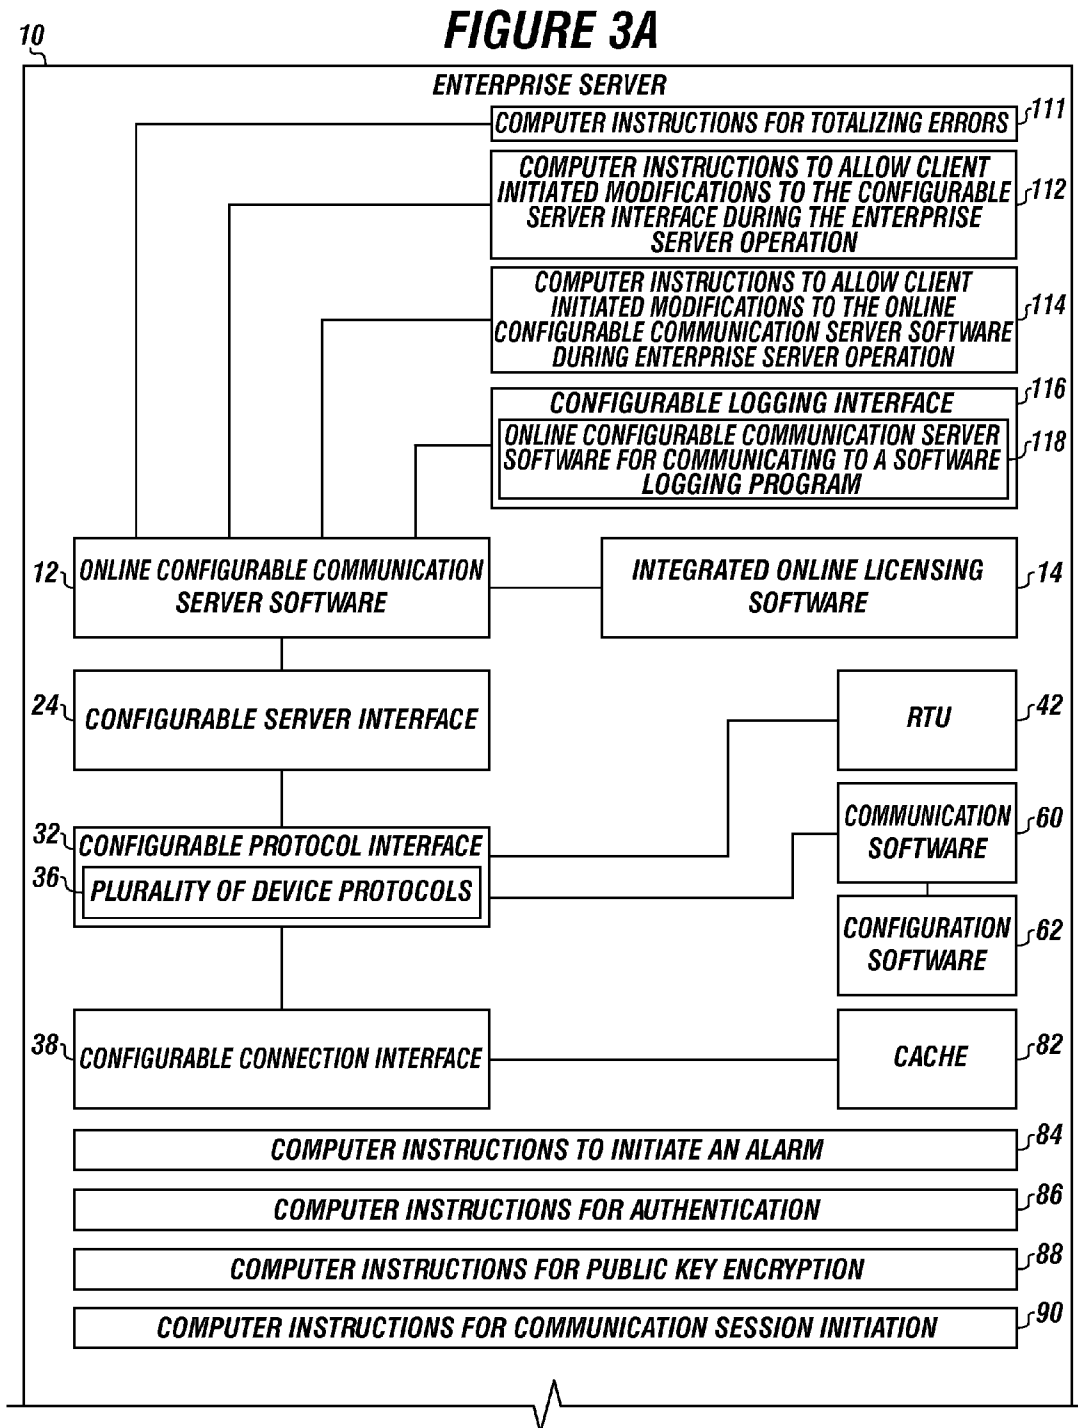 FIGURE 3A
10
ENTERPRISE SERVER
COMPUTER INSTRUCTIONS FOR TOTALIZING ERRORS
111
COMPUTER INSTRUCTIONS TO ALLOW CLIENT
INITIATED MODIFICATIONS TO THE CONFIGURABLE
SERVER INTERFACE DURING THE ENTERPRISE
SERVER OPERATION
112
COMPUTER INSTRUCTIONS TO ALLOW CLIENT
INITIATED MODIFICATIONS TO THE ONLINE
CONFIGURABLE COMMUNICATION SERVER SOFTWARE
DURING ENTERPRISE SERVER OPERATION
114
CONFIGURABLE LOGGING INTERFACE
116
ONLINE CONFIGURABLE COMMUNICATION SERVER
SOFTWARE FOR COMMUNICATING TO A SOFTWARE
LOGGING PROGRAM
118
12
ONLINE CONFIGURABLE COMMUNICATION
SERVER SOFTWARE
INTEGRATED ONLINE LICENSING
SOFTWARE
14
24
CONFIGURABLE SERVER INTERFACE
RTU
42
32
CONFIGURABLE PROTOCOL INTERFACE
36
PLURALITY OF DEVICE PROTOCOLS
COMMUNICATION
SOFTWARE
60
CONFIGURATION
SOFTWARE
62
38
CONFIGURABLE CONNECTION INTERFACE
CACHE
82
COMPUTER INSTRUCTIONS TO INITIATE AN ALARM
84
COMPUTER INSTRUCTIONS FOR AUTHENTICATION
86
COMPUTER INSTRUCTIONS FOR PUBLIC KEY ENCRYPTION
88
COMPUTER INSTRUCTIONS FOR COMMUNICATION SESSION INITIATION
90